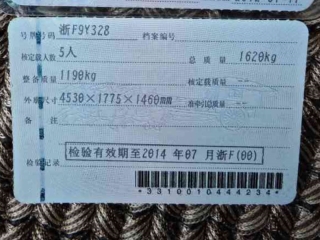 号牌号码 浙F9Y328 档案编号
核定载人数 5人 总质量 1620kg
整备质量 1190kg 核定载质量 --
外廓尺寸 4530×1775×1460mm 准牵引总质量 --
备注
检验记录 检验有效期至2014年07月浙F(00)
*3310010444234*